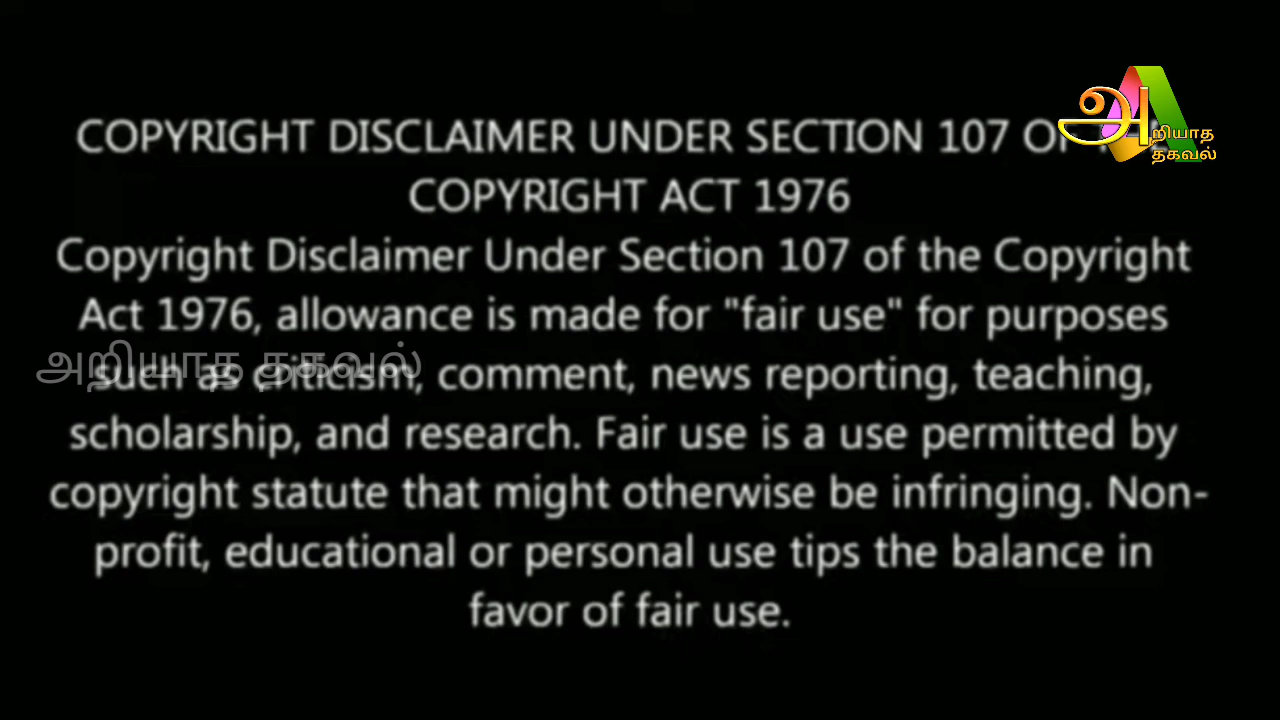 COPYRIGHT DISCLAIMER UNDER SECTION 107 OF
COPYRIGHT ACT 1976
Copyright Disclaimer Under Section 107 of the Copyright
Act 1976, allowance is made for "fair use" for purposes
such as criticism, comment, news reporting, teaching,
scholarship, and research. Fair use is a use permitted by
copyright statute that might otherwise be infringing. Non-
profit, educational or personal use tips the balance in
favor of fair use.
அறியாத
தகவல்
அறியாத தகவல்